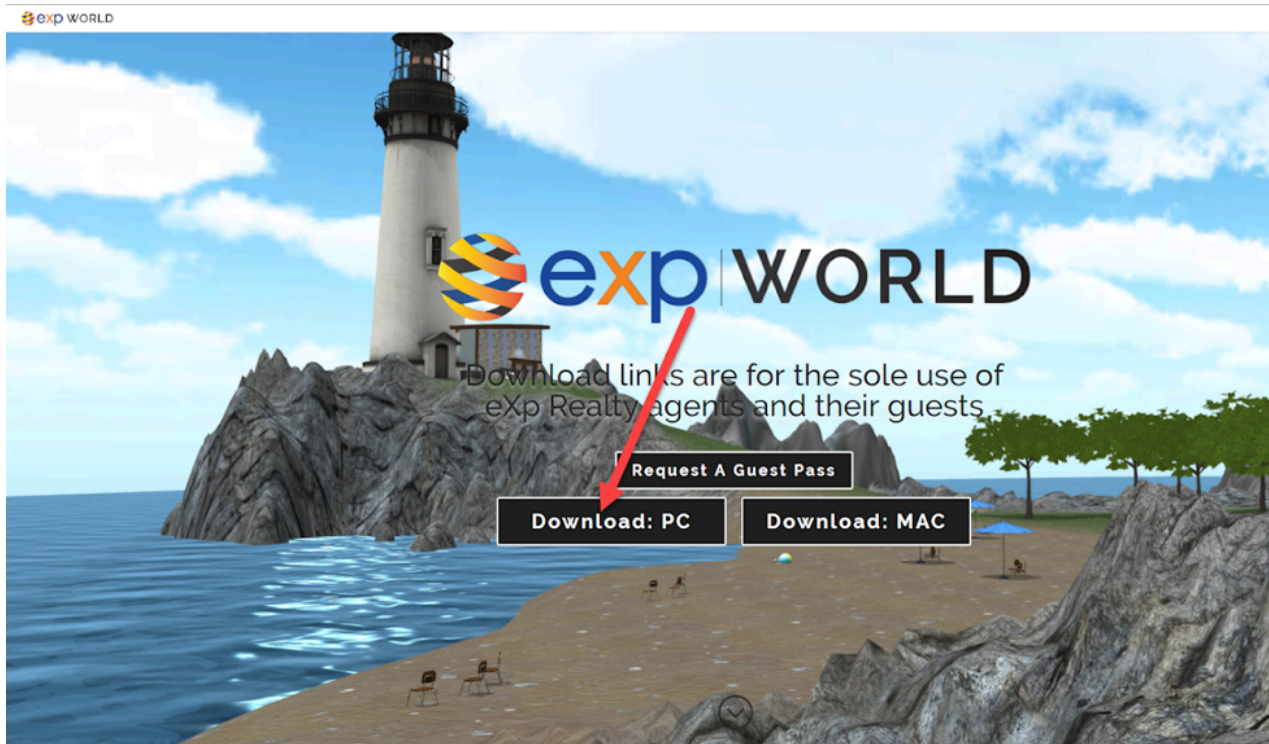 exp WORLD
exp WORLD
Download links are for the sole use of
eXp Realty agents and their guests
Request A Guest Pass
Download: PC
Download: MAC